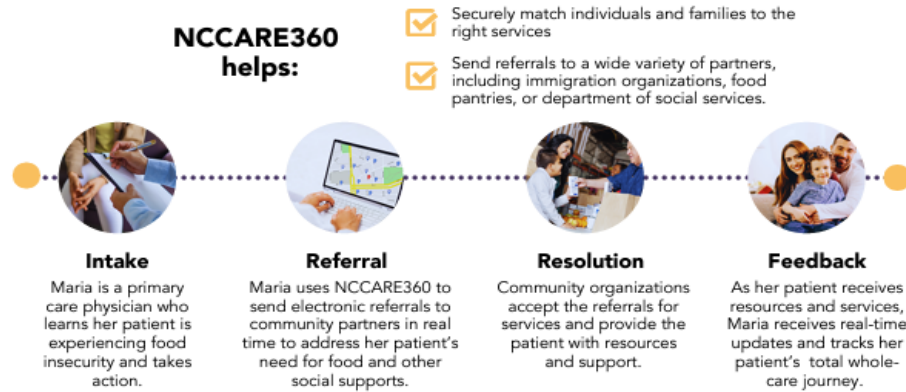 NCCARE360
helps:
Securely match individuals and families to the
right services
Send referrals to a wide variety of partners,
including immigration organizations, food
pantries, or department of social services.
Intake
Maria is a primary
care physician who
learns her patient is
experiencing food
insecurity and takes
action.
Referral
Maria uses NCCARE360 to
send electronic referrals to
community partners in real
time to address her patient's
need for food and other
social supports.
Resolution
Community organizations
accept the referrals for
services and provide the
patient with resources
and support.
Feedback
As her patient receives
resources and services,
Maria receives real-time
updates and tracks her
patient's total whole-
care journey.